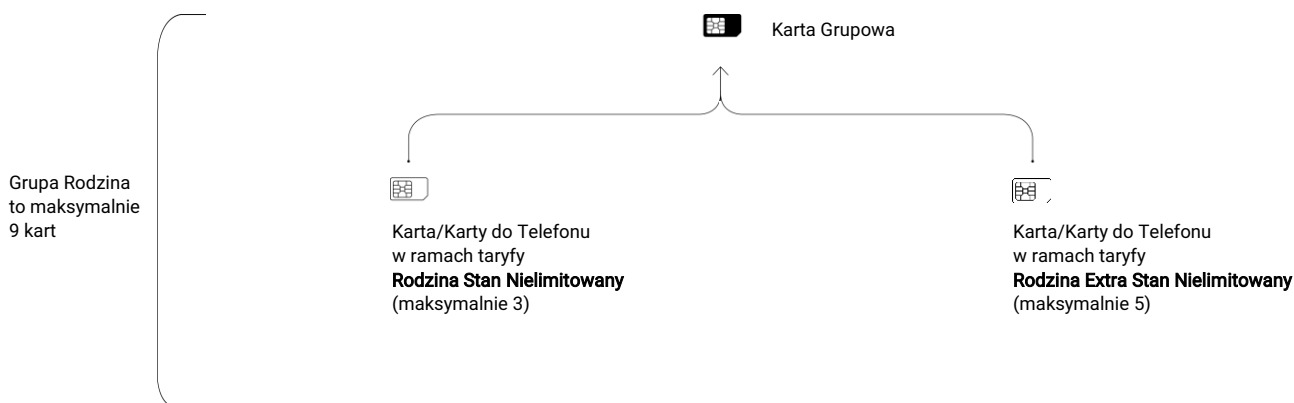 Karta Grupowa
Grupa Rodzina
to maksymalnie
9 kart
Karta/Karty do Telefonu
w ramach taryfy
Rodzina Stan Nielimitowany
(maksymalnie 3)
Karta/Karty do Telefonu
w ramach taryfy
Rodzina Extra Stan Nielimitowany
(maksymalnie 5)